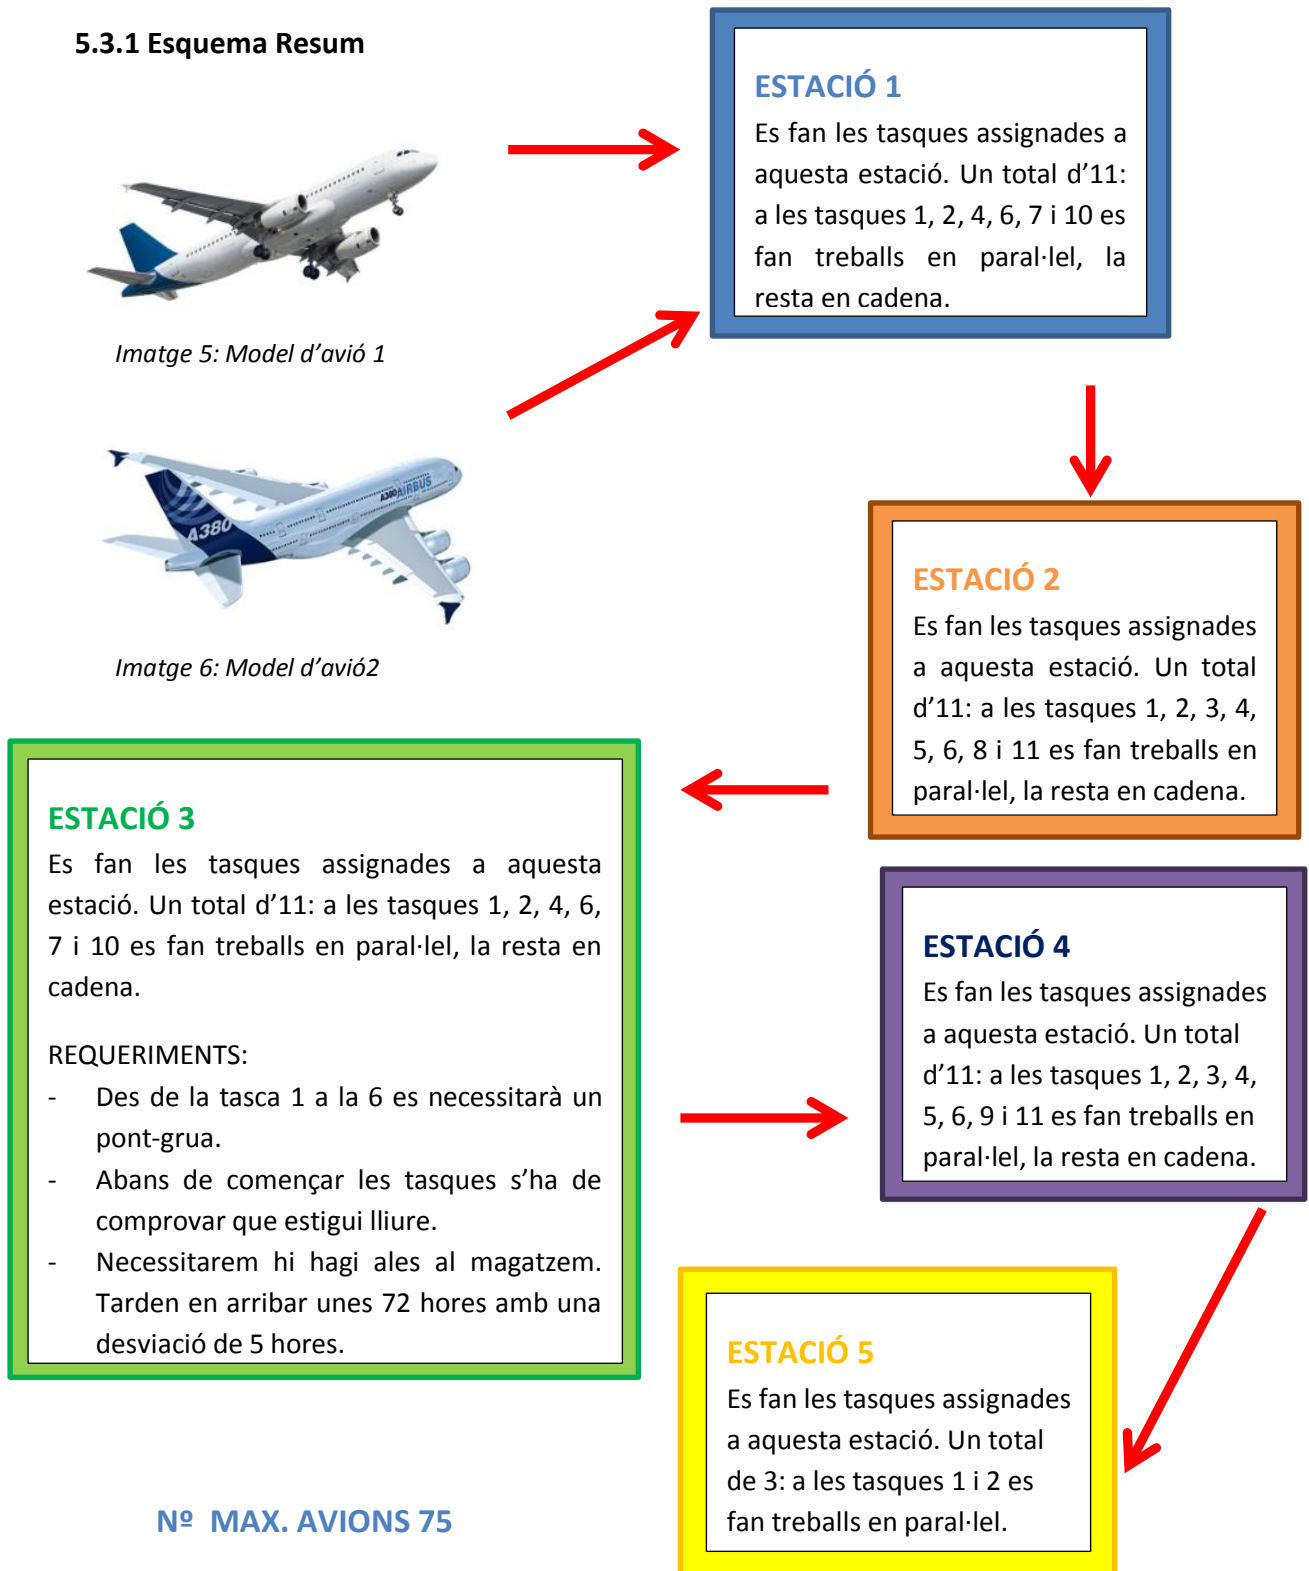 5.3.1 Esquema Resum
ESTACIÓ 1
Es fan les tasques assignades a
aquesta estació. Un total d’11:
a les tasques 1, 2, 4, 6, 7 i 10 es
fan treballs en paral·lel, la
resta en cadena.
Imatge 5: Model d’avió 1
A380
A380 AIRBUS
Imatge 6: Model d’avió2
ESTACIÓ 2
Es fan les tasques assignades
a aquesta estació. Un total
d’11: a les tasques 1, 2, 3, 4,
5, 6, 8 i 11 es fan treballs en
paral·lel, la resta en cadena.
ESTACIÓ 3
Es fan les tasques assignades a aquesta
estació. Un total d’11: a les tasques 1, 2, 4, 6,
7 i 10 es fan treballs en paral·lel, la resta en
cadena.
REQUERIMENTS:
- Des de la tasca 1 a la 6 es necessitarà un
pont-grua.
- Abans de començar les tasques s’ha de
comprovar que estigui lliure.
- Necessitarem hi hagi ales al magatzem.
Tarden en arribar unes 72 hores amb una
desviació de 5 hores.
ESTACIÓ 4
Es fan les tasques assignades
a aquesta estació. Un total
d’11: a les tasques 1, 2, 3, 4,
5, 6, 9 i 11 es fan treballs en
paral·lel, la resta en cadena.
ESTACIÓ 5
Es fan les tasques assignades
a aquesta estació. Un total
de 3: a les tasques 1 i 2 es
fan treballs en paral·lel.
Nº MAX. AVIONS 75